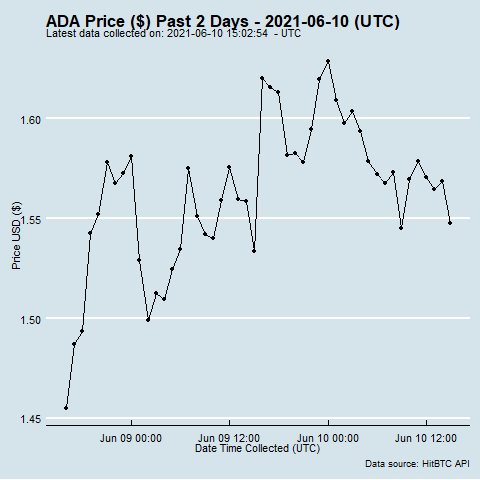 ADA Price ($) Past 2 Days - 2021-06-10 (UTC)
Latest data collected on: 2021-06-10 15:02:54 - UTC
1.60
1.55
1.50
1.45
Price USD ($)
Jun 09 00:00 Jun 09 12:00 Jun 10 00:00 Jun 10 12:00
Date Time Collected (UTC)
Data source: HitBTC API